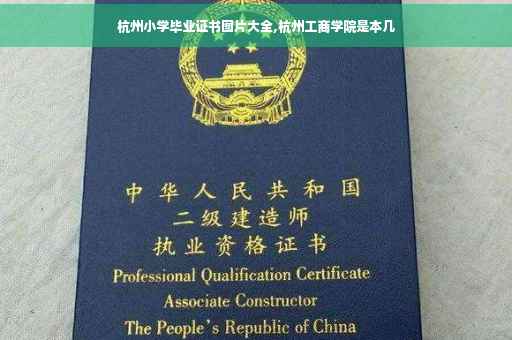 杭州小学毕业证书图片大全,杭州工商学院是本几
中华人民共和国
二级建造师
执业资格证书
Professional Qualification Certificate
Associate Constructor
The People's Republic of China